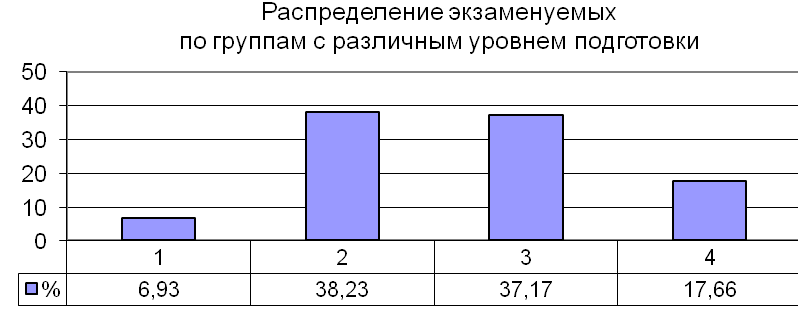 Распределение экзаменуемых
по группам с различным уровнем подготовки
50
40
30
20
10
0
1 2 3 4
% 6,93 38,23 37,17 17,66